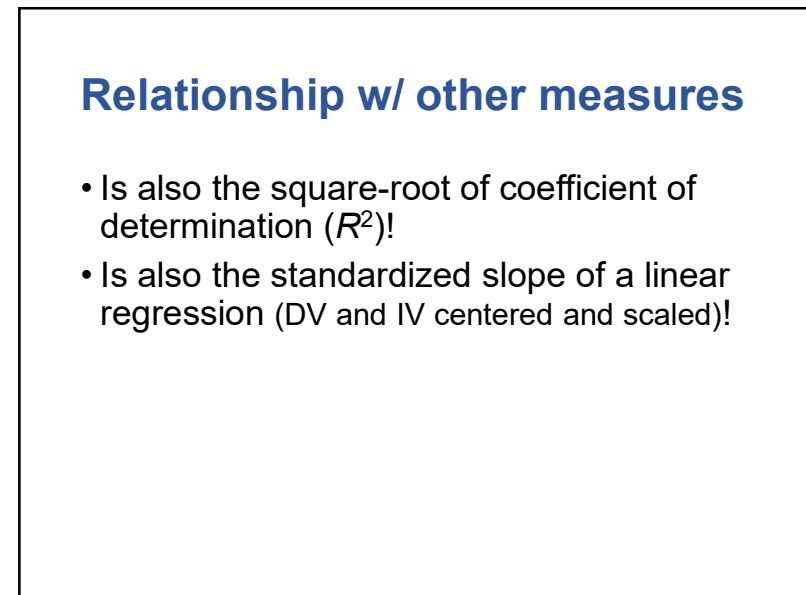 Relationship w/ other measures
• Is also the square-root of coefficient of
determination (R²)!
• Is also the standardized slope of a linear
regression (DV and IV centered and scaled)!